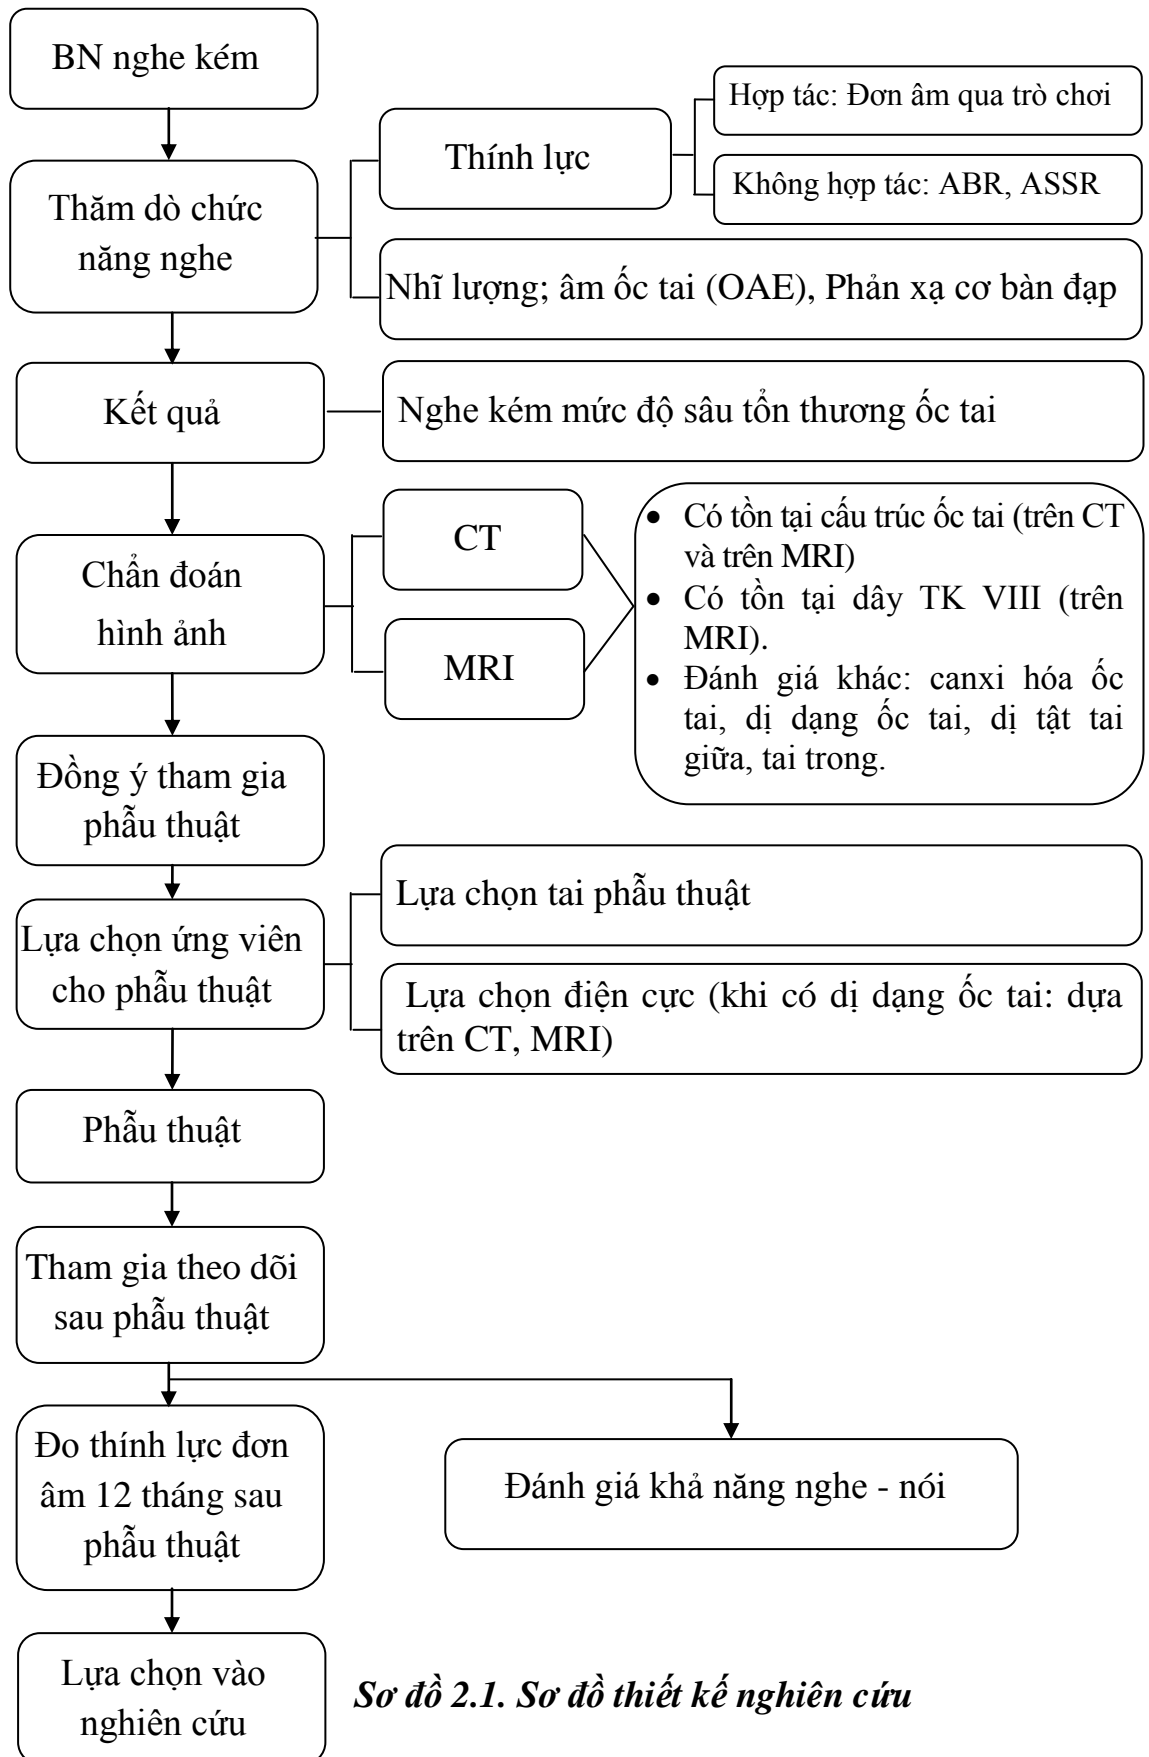 BN nghe kém
Thăm dò chức
năng nghe
Thính lực
Hợp tác: Đơn âm qua trò chơi
Không hợp tác: ABR, ASSR
Nhĩ lượng; âm ốc tai (OAE), Phản xạ cơ bàn đạp
Kết quả
Nghe kém mức độ sâu tổn thương ốc tai
Chẩn đoán
hình ảnh
CT
MRI
• Có tồn tại cấu trúc ốc tai (trên CT
và trên MRI)
• Có tồn tại dây TK VIII (trên
MRI).
• Đánh giá khác: canxi hóa ốc
tai, dị dạng ốc tai, dị tật tai
giữa, tai trong.
Đồng ý tham gia
phẫu thuật
Lựa chọn ứng viên
cho phẫu thuật
Lựa chọn tai phẫu thuật
Lựa chọn điện cực (khi có dị dạng ốc tai: dựa
trên CT, MRI)
Phẫu thuật
Tham gia theo dõi
sau phẫu thuật
Đo thính lực đơn
âm 12 tháng sau
phẫu thuật
Đánh giá khả năng nghe - nói
Lựa chọn vào
nghiên cứu
Sơ đồ 2.1. Sơ đồ thiết kế nghiên cứu